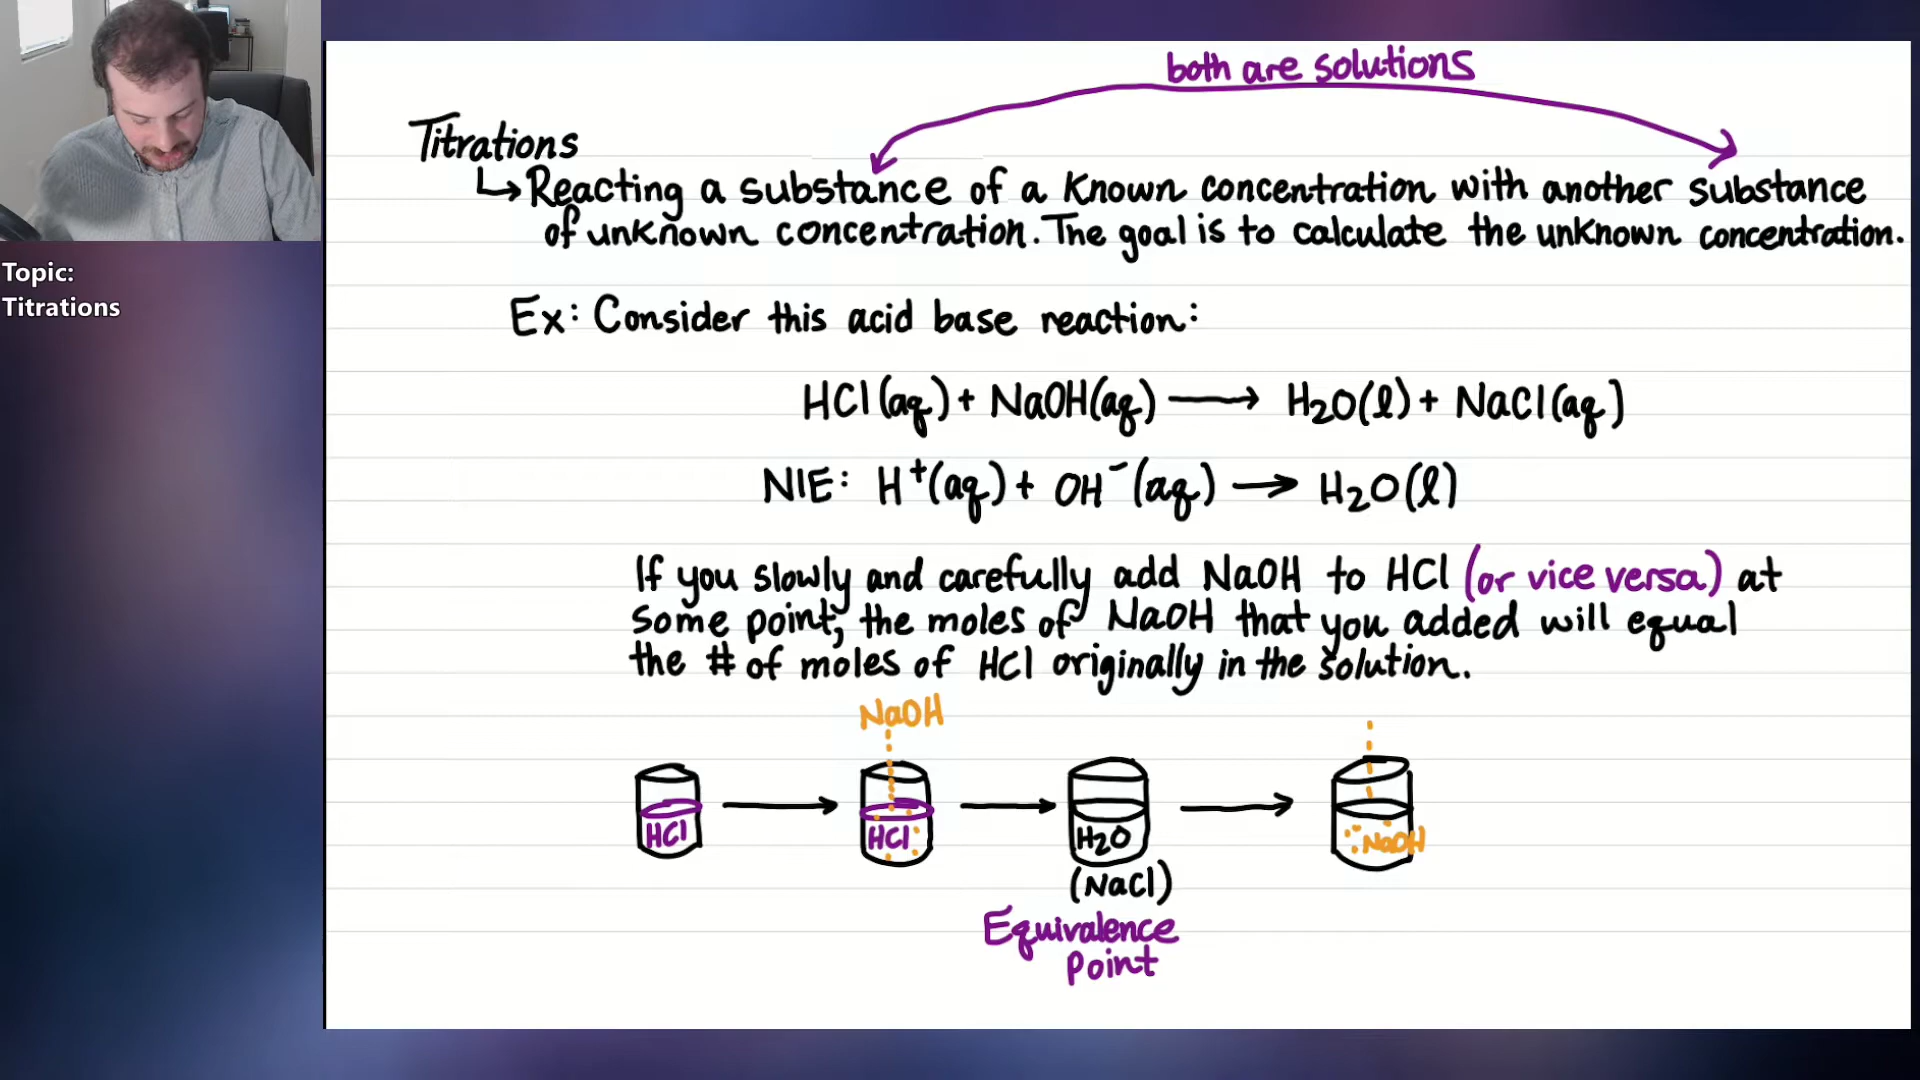 both are solutions
Titrations
↳Reacting a substance of a known concentration with another substance
of unknown concentration. The goal is to calculate the unknown concentration.
Topic:
Titrations
Ex: Consider this acid base reaction:
HCl(aq) + NaOH(aq) ⟶ H₂O(l) + NaCl(aq)
NIE: H⁺(aq) + OH⁻(aq) ⟶ H₂O(l)
If you slowly and carefully add NaOH to HCl (or vice versa) at
some point, the moles of NaOH that you added will equal
the # of moles of HCl originally in the solution.
NaOH
HCl HCl H₂O NaOH
(NaCl)
Equivalence
point